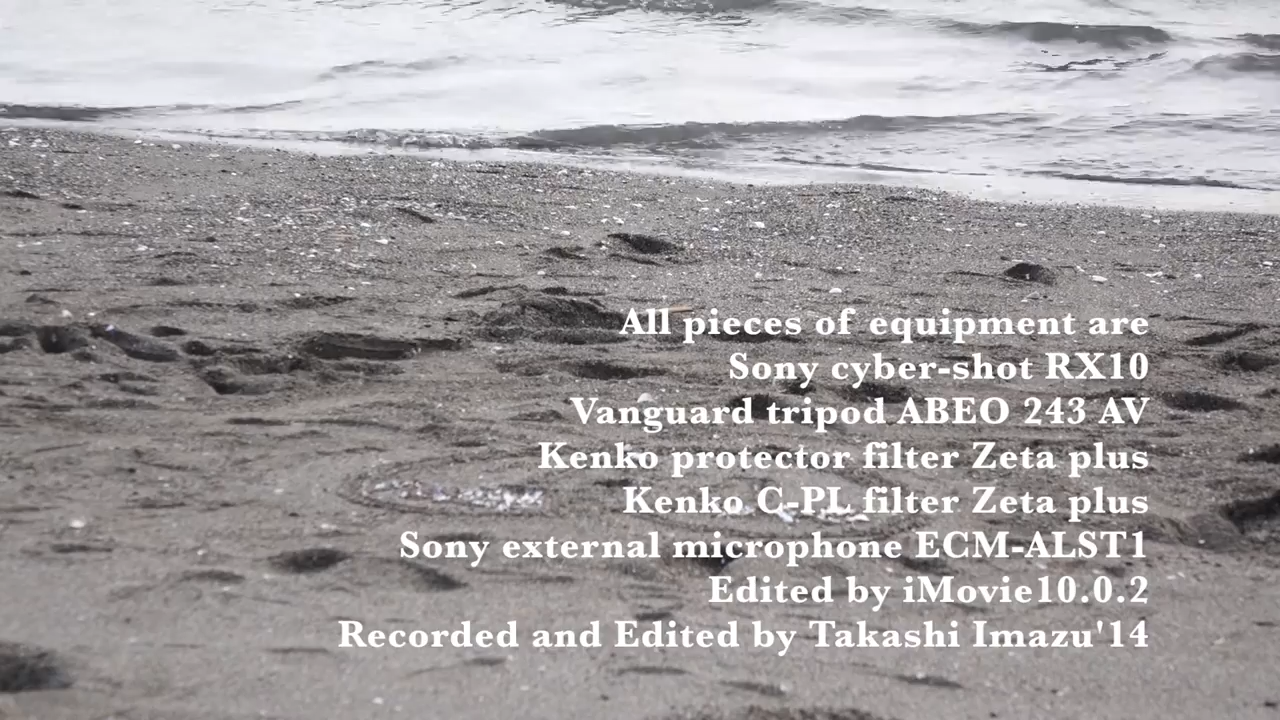 All pieces of equipment are
Sony cyber-shot RX10
Vanguard tripod ABEO 243 AV
Kenko protector filter Zeta plus
Kenko C-PL filter Zeta plus
Sony external microphone ECM-ALST1
Edited by iMovie10.0.2
Recorded and Edited by Takashi Imazu'14